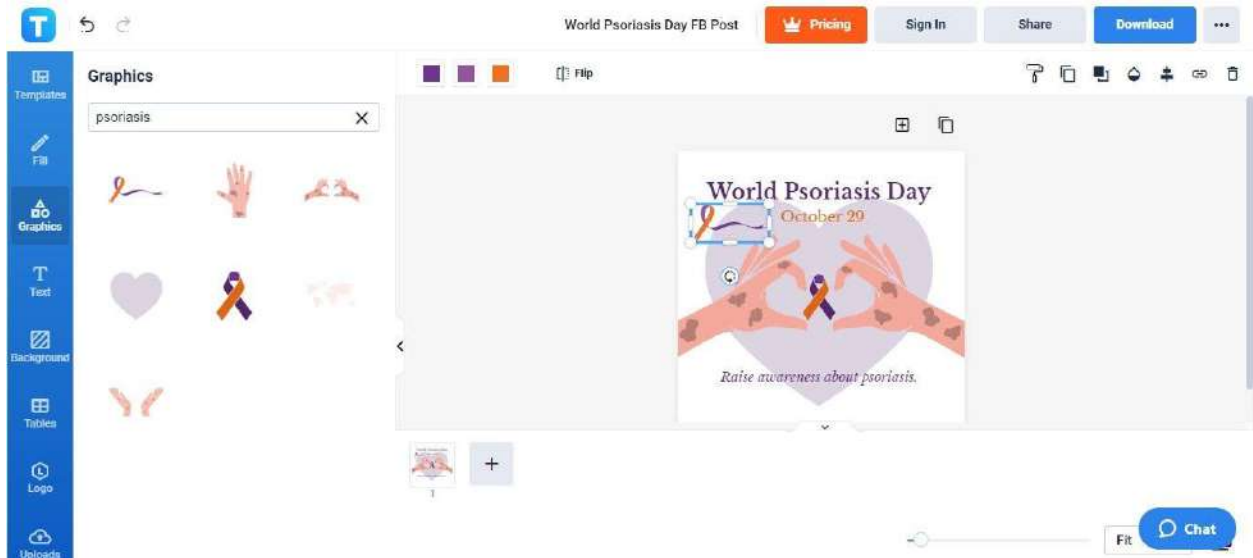 T
World Psoriasis Day FB Post
Pricing
Sign In
Share
Download
Templates
Fill
Graphics
Text
Background
Tables
Logo
Uploads
Graphics
psoriasis
Flip
World Psoriasis Day
October 29
Raise awareness about psoriasis.
1
Fit
Chat